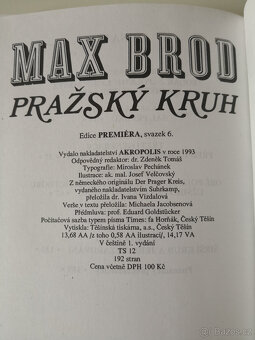 MAX BROD
PRAŽSKÝ KRUH
Edice PREMIÉRA, svazek 6.
Vydalo nakladatelství AKROPOLIS v roce 1993
Odpovědný redaktor: dr. Zdeněk Tomáš
Typografie: Miroslav Pechánek
Ilustrace: ak. mal. Josef Velčovský
Z německého originálu Der Prager Kreis,
vydaného nakladatelstvím Suhrkamp,
přeložila dr. Ivana Vízdalová
Verše v textu přeložila: Michaela Jacobsenová
Předmluva: prof. Eduard Goldstücker
Počítačová sazba typem písma Times: fa Horňák, Český Těšín
Vytiskla: Těšínská tiskárna, a.s., Český Těšín
13,68 AA z toho 0,58 AA ilustrací, 14,17 VA
V češtině 1. vydání
TS 12
192 stran
Cena včetně DPH 100 Kč